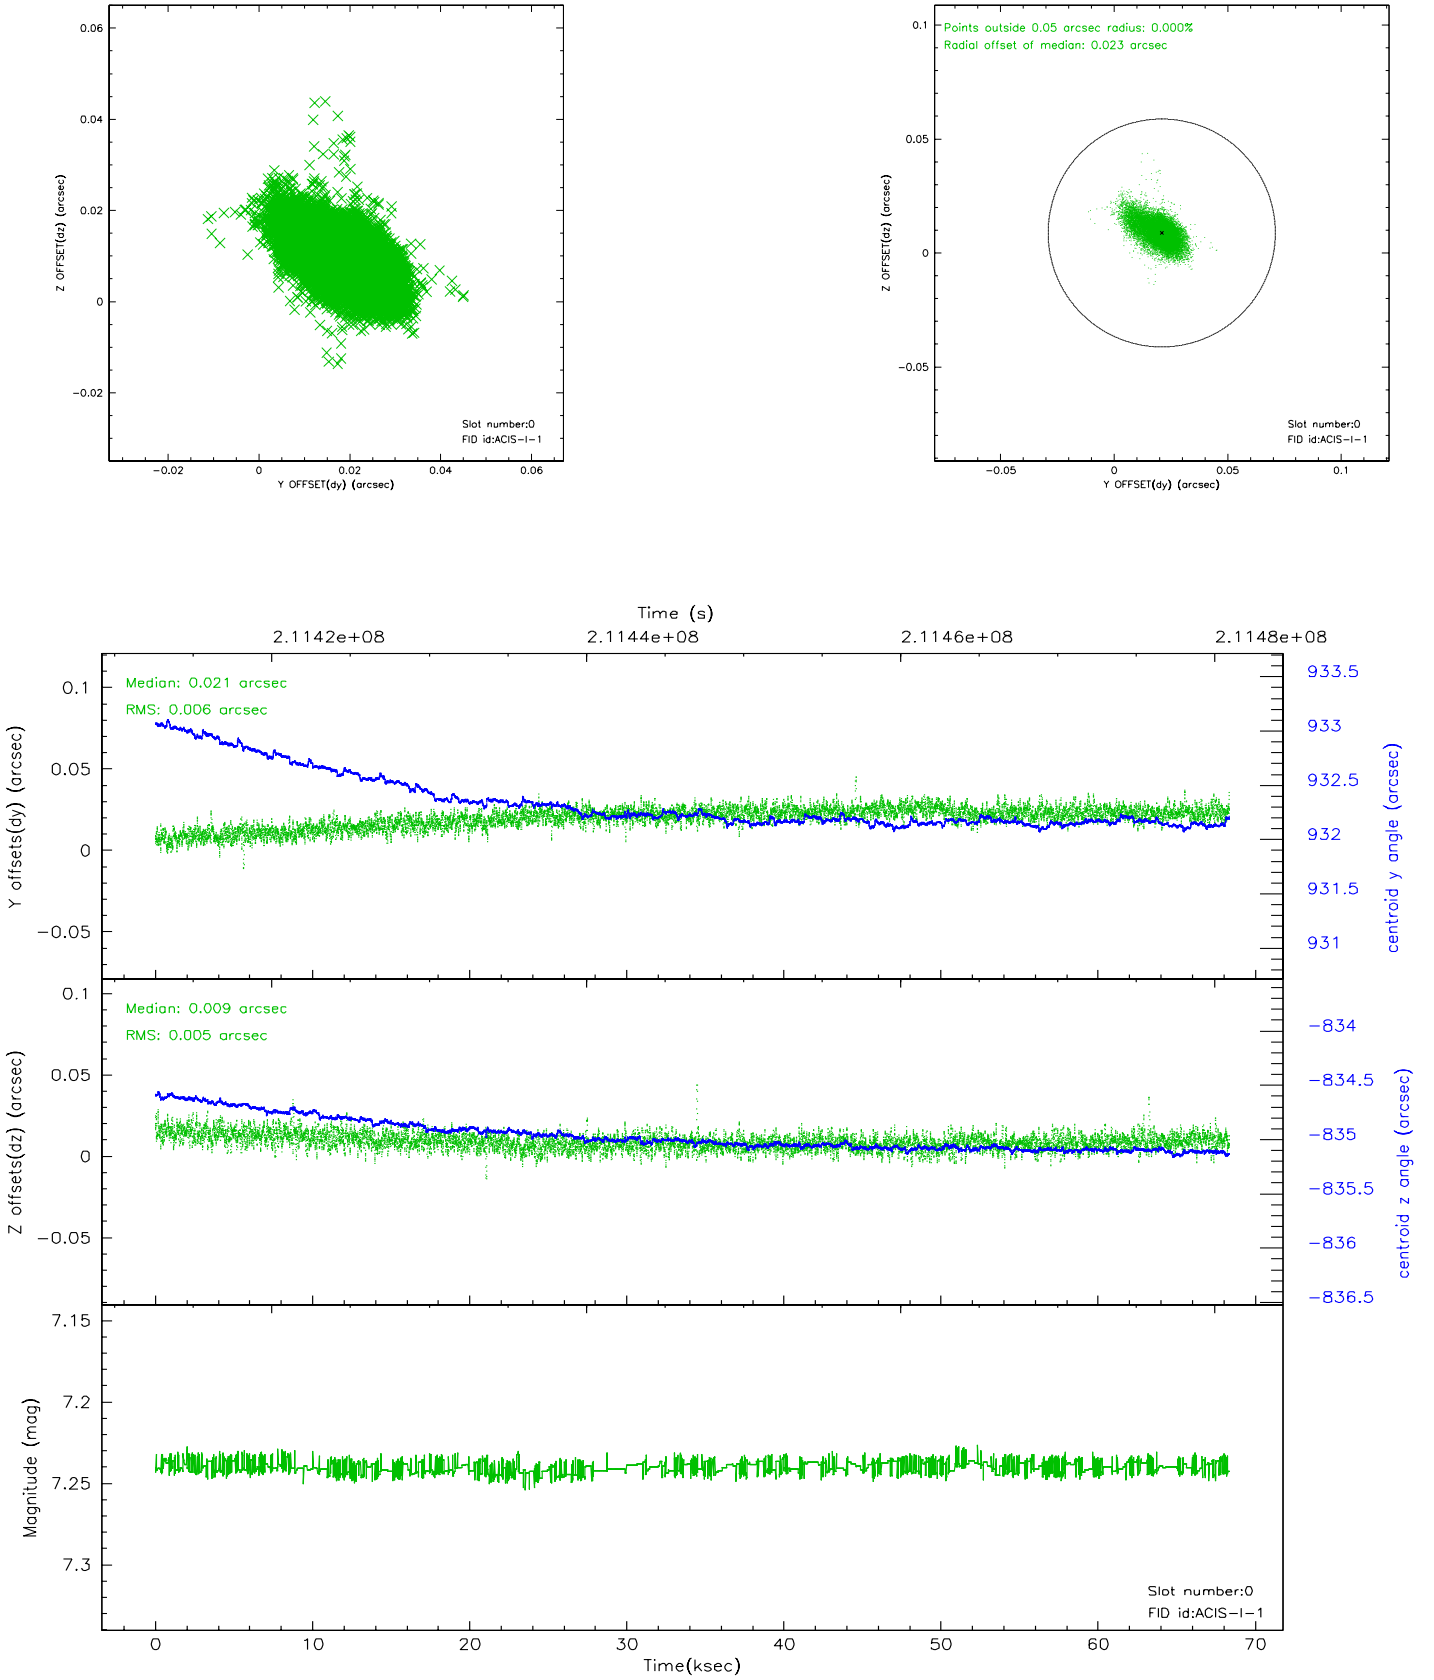 0.06
0.04
0.02
0
−0.02
Z OFFSET(dz) (arcsec)
Slot number:0
FID id:ACIS−I−1
−0.02 0 0.02 0.04 0.06
Y OFFSET(dy) (arcsec)
Points outside 0.05 arcsec radius: 0.000%
Radial offset of median: 0.023 arcsec
0.1
0.05
0
−0.05
Z OFFSET(dz) (arcsec)
Slot number:0
FID id:ACIS−I−1
−0.05 0 0.05 0.1
Y OFFSET(dy) (arcsec)
Time (s)
2.1142e+08 2.1144e+08 2.1146e+08 2.1148e+08
Median: 0.021 arcsec
RMS: 0.006 arcsec
0.1
0.05
0
−0.05
Y offsets(dy) (arcsec)
933.5
933
932.5
932
931.5
931
centroid y angle (arcsec)
Median: 0.009 arcsec
RMS: 0.005 arcsec
0.1
0.05
0
−0.05
Z offsets(dz) (arcsec)
−834
−834.5
−835
−835.5
−836
−836.5
centroid z angle (arcsec)
7.15
7.2
7.25
7.3
Magnitude (mag)
Slot number:0
FID id:ACIS−I−1
0 10 20 30 40 50 60 70
Time(ksec)